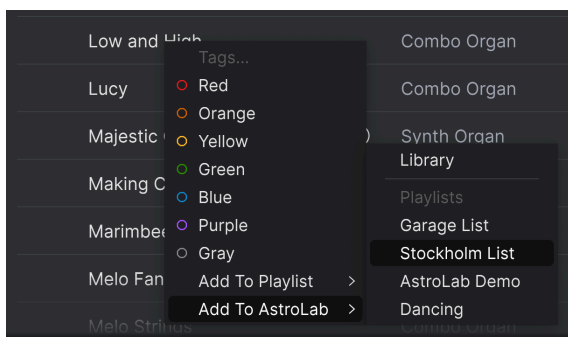 Low and High Combo Organ
Tags...
Lucy Red Combo Organ
Orange
Majestic Yellow ) Synth Organ
Library
Green
Making Blue Playlists
Marimbee Purple Garage List
Gray Stockholm List
Melo Fan Add To Playlist > AstroLab Demo
Add To AstroLab > Dancing
Melo Strings Combo Organ